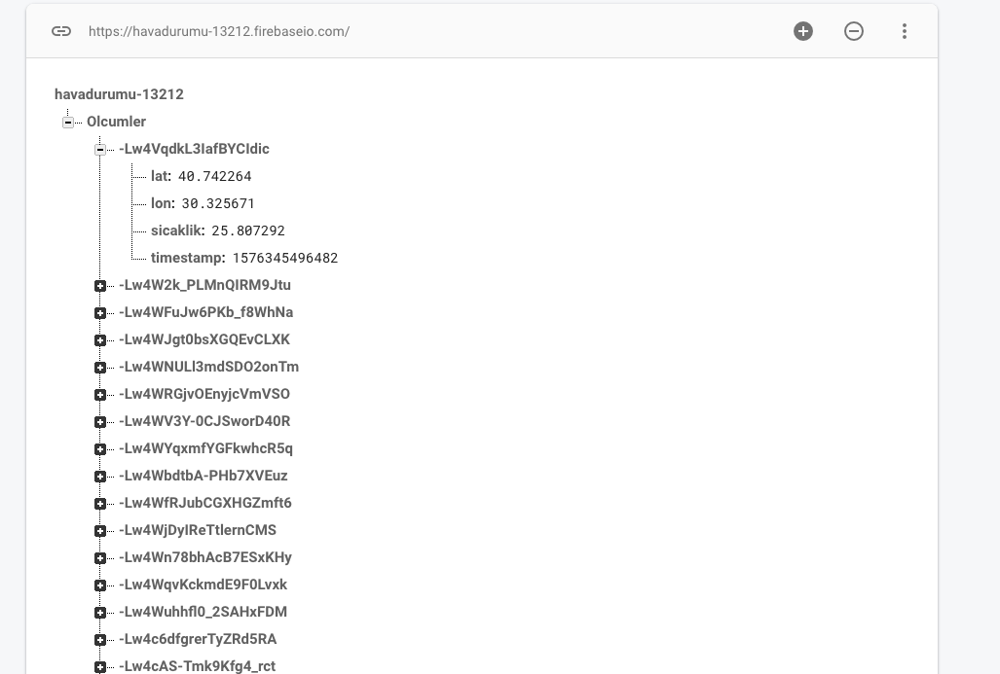 https://havadurumu-13212.firebaseio.com/
havadurumu-13212
Olcumler
-Lw4VqdkL3IafBYCIdic
lat: 40.742264
lon: 30.325671
sicaklik: 25.807292
timestamp: 1576345496482
-Lw4W2k_PLMnQIRM9Jtu
-Lw4WFuJw6PKb_f8WhNa
-Lw4WJgt0bsXGQEvCLXK
-Lw4WNULl3mdSDO2onTm
-Lw4WRGjvOEnyjcVmVSO
-Lw4WV3Y-0CJSworD40R
-Lw4WYqxmfYGFkwhcR5q
-Lw4WbdtbA-PHb7XVEuz
-Lw4WfRJubCGXHGZmft6
-Lw4WjDyIReTtlernCMS
-Lw4Wn78bhAcB7ESxKHy
-Lw4WqvKckmdE9F0Lvxk
-Lw4Wuhhfl0_2SAHxFDM
-Lw4c6dfgrerTyZRd5RA
-Lw4cAS-Tmk9Kfg4_rct